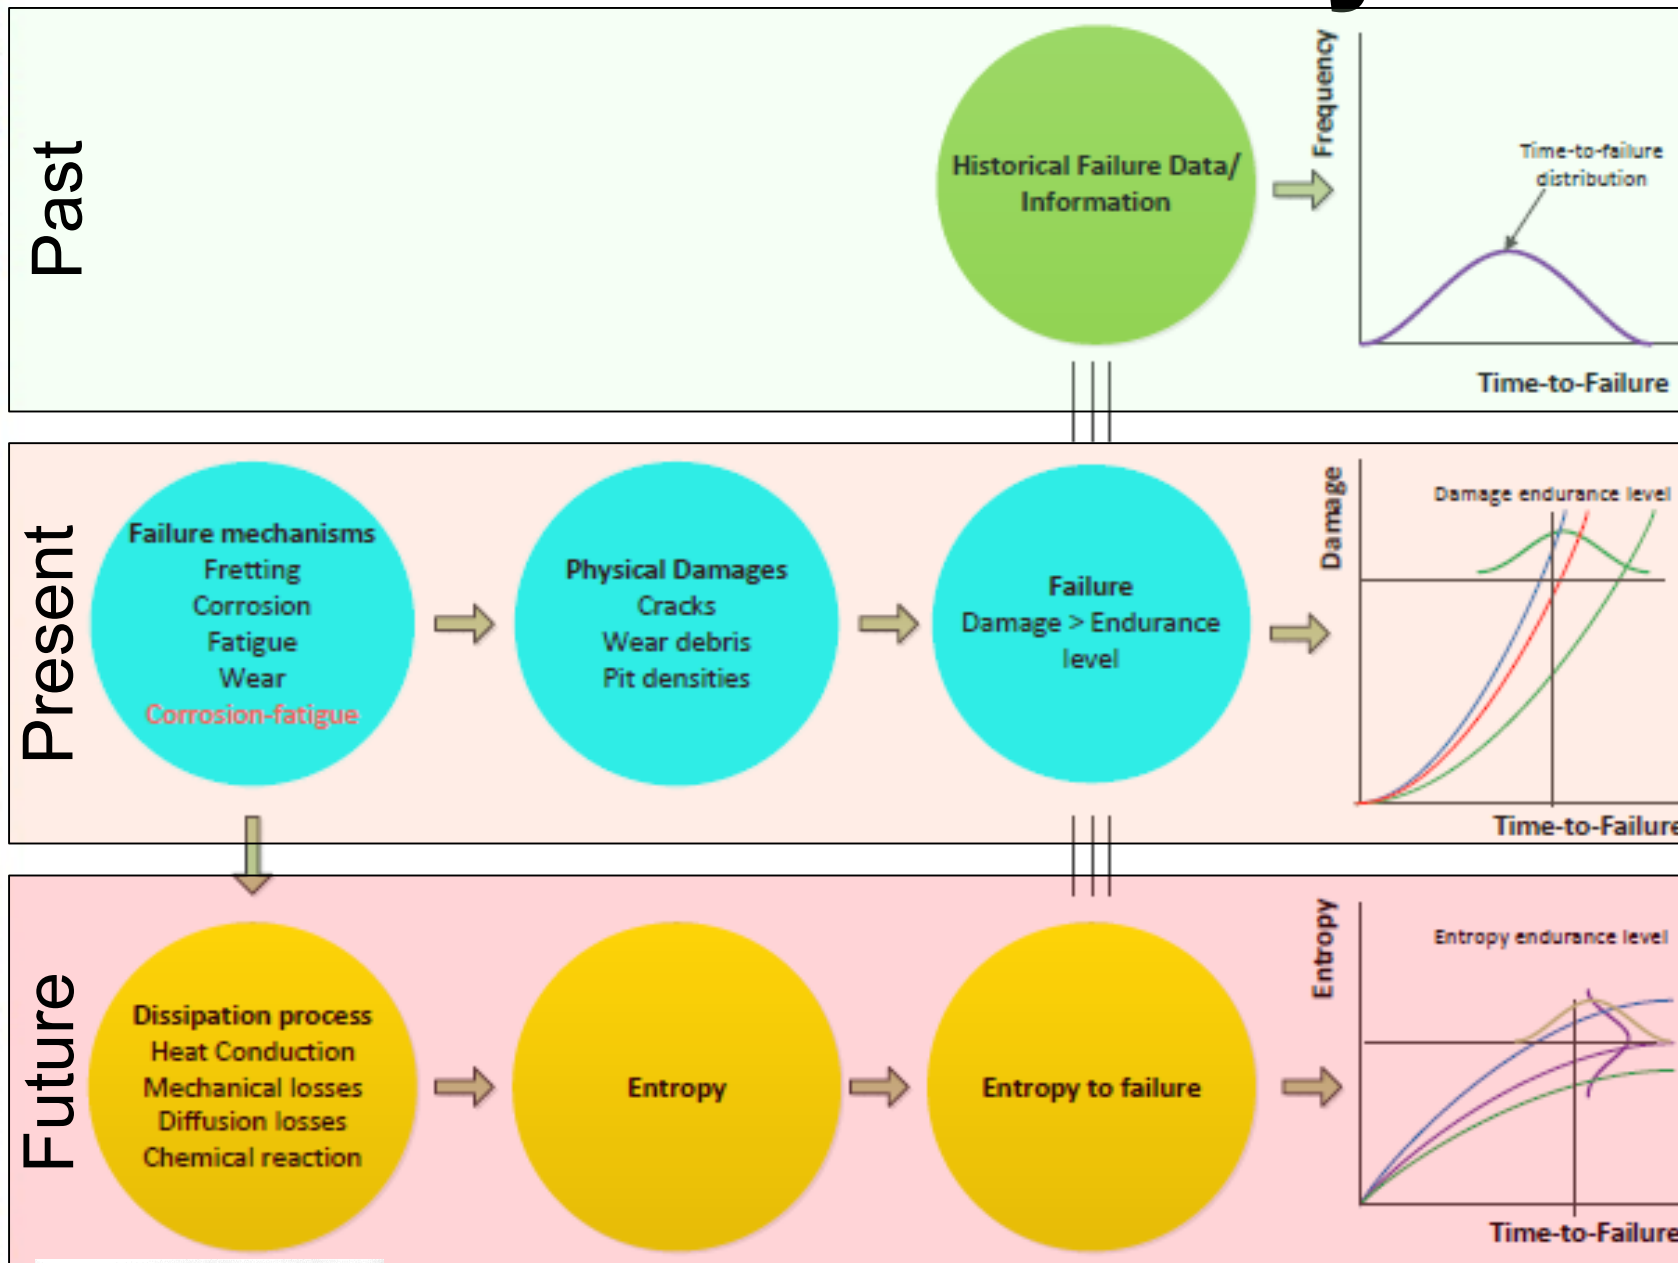 Past
Historical Failure Data/
Information
Frequency
Time-to-failure
distribution
Time-to-Failure
Present
Failure mechanisms
Fretting
Corrosion
Fatigue
Wear
Corrosion-fatigue
Physical Damages
Cracks
Wear debris
Pit densities
Failure
Damage > Endurance
level
Damage
Damage endurance level
Time-to-Failure
Future
Dissipation process
Heat Conduction
Mechanical losses
Diffusion losses
Chemical reaction
Entropy
Entropy to failure
Entropy
Entropy endurance level
Time-to-Failure